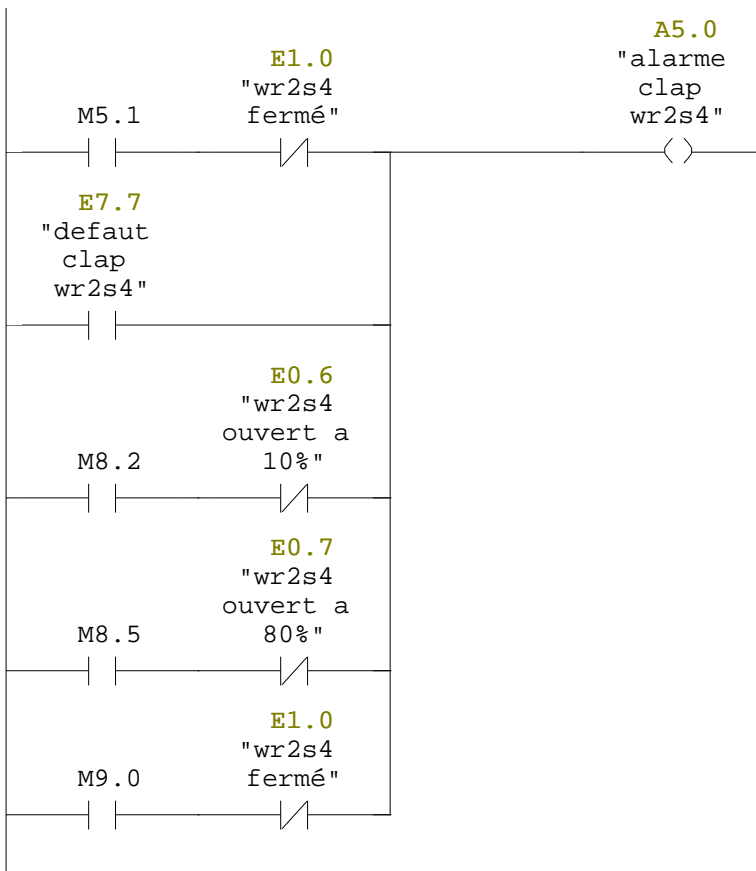 A5.0
"alarme
clap
wr2s4"
E1.0
"wr2s4
fermé"
M5.1
E7.7
"defaut
clap
wr2s4"
E0.6
"wr2s4
ouvert a
10%"
M8.2
E0.7
"wr2s4
ouvert a
80%"
M8.5
E1.0
"wr2s4
fermé"
M9.0